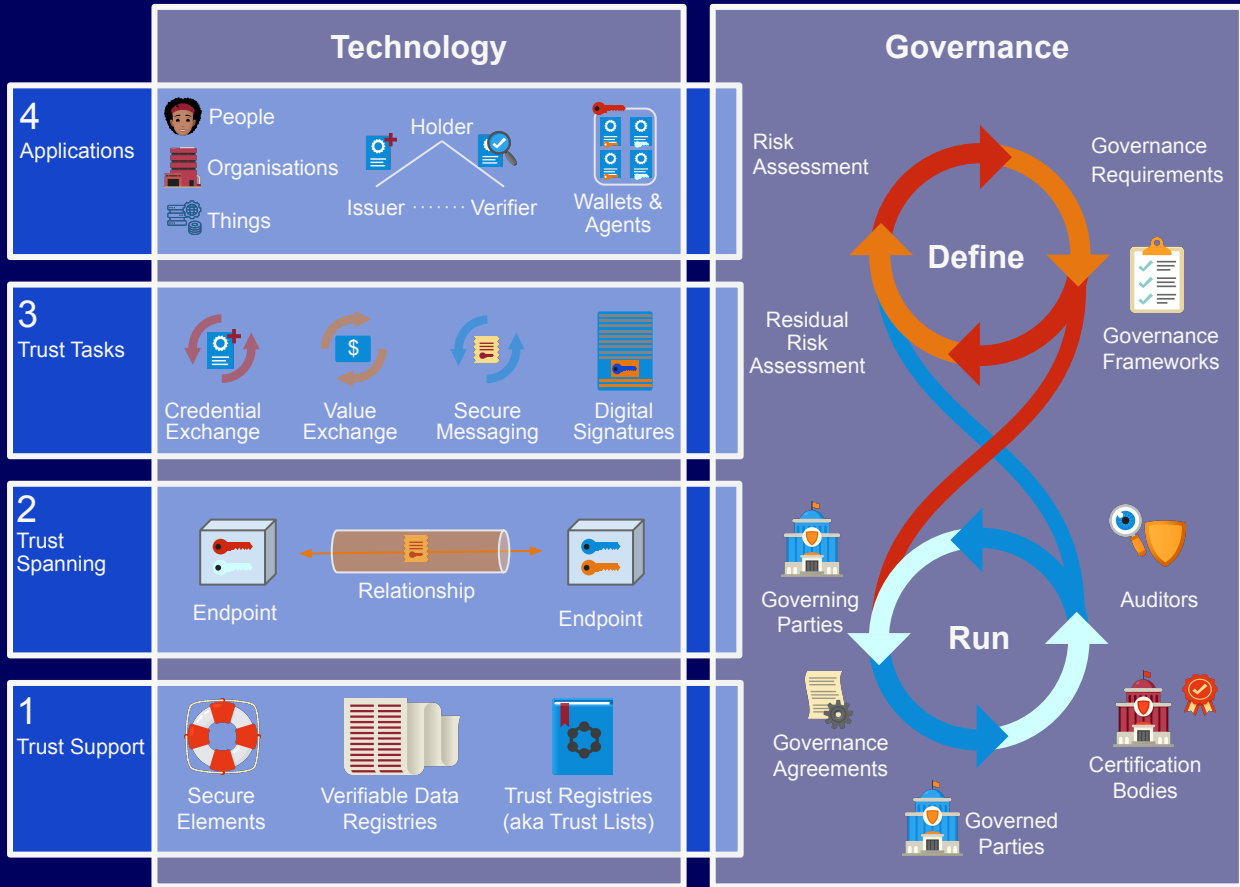 Technology
Governance
4
Applications
People
Organisations
Things
Holder
Issuer ······ Verifier
Wallets &
Agents
3
Trust Tasks
$
Credential
Exchange
Value
Exchange
Secure
Messaging
Digital
Signatures
2
Trust
Spanning
Endpoint
Relationship
Endpoint
1
Trust Support
Secure
Elements
Verifiable Data
Registries
Trust Registries
(aka Trust Lists)
Risk
Assessment
Governance
Requirements
Define
Residual
Risk
Assessment
Governance
Frameworks
Governing
Parties
Auditors
Run
Governance
Agreements
Certification
Bodies
Governed
Parties